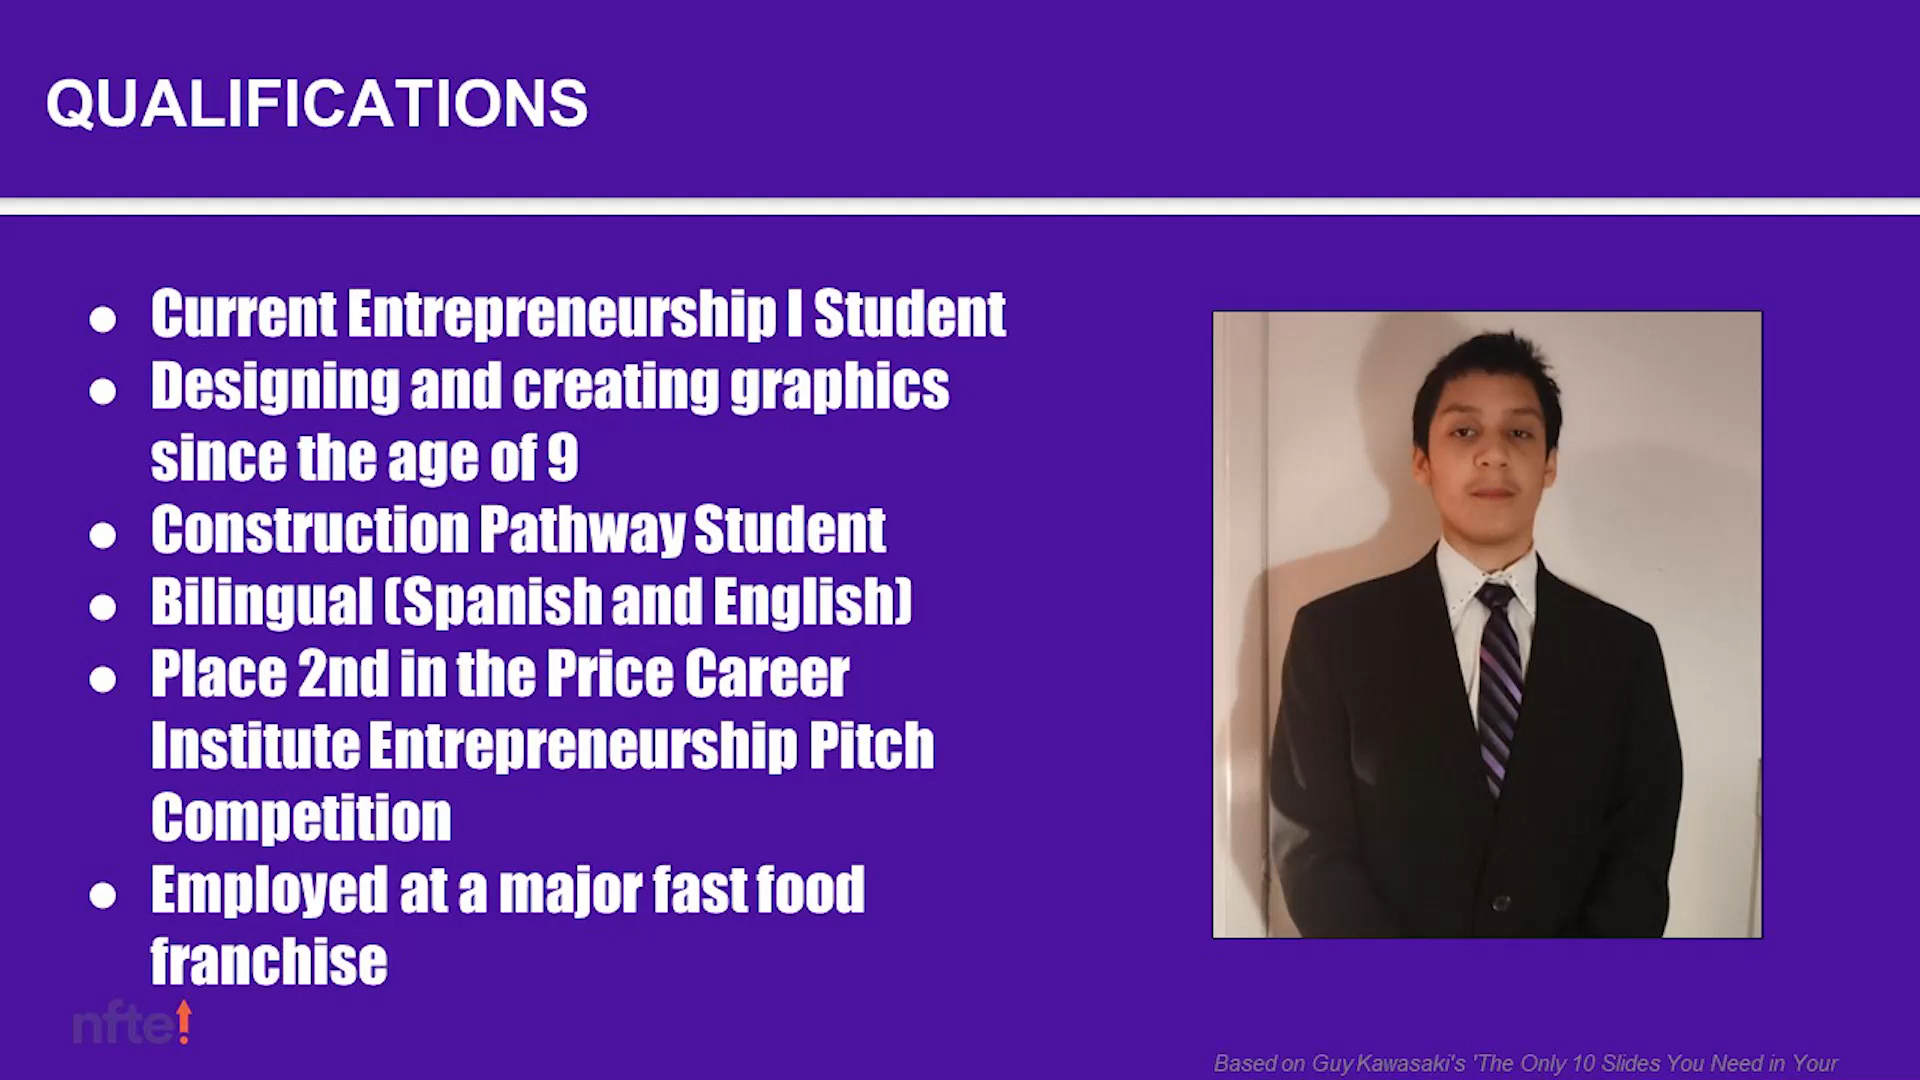 QUALIFICATIONS
● Current Entrepreneurship I Student
● Designing and creating graphics
since the age of 9
● Construction Pathway Student
● Bilingual (Spanish and English)
● Place 2nd in the Price Career
Institute Entrepreneurship Pitch
Competition
● Employed at a major fast food
franchise
nfte!
Based on Guy Kawasaki's 'The Only 10 Slides You Need in Your